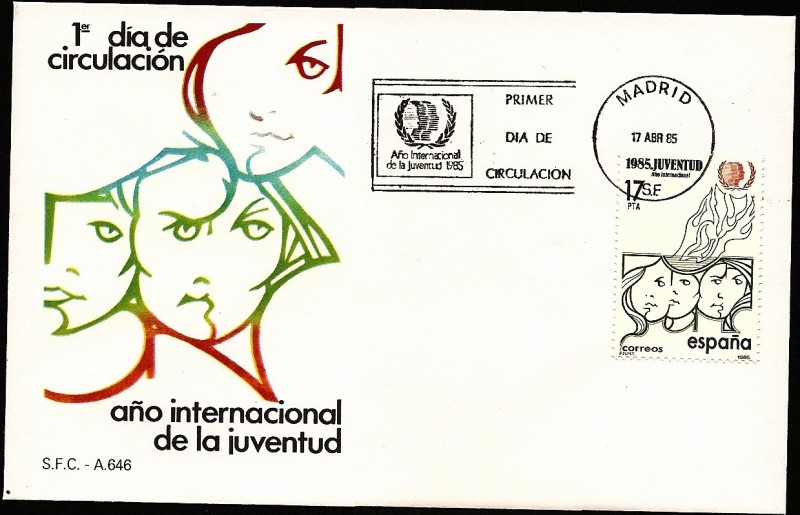 1er día de
circulación
año internacional
de la juventud
S.F.C. - A.646
Año Internacional
de la Juventud 1985
PRIMER
DIA DE
CIRCULACIÓN
MADRID
17 ABR 85
S.F.
1985.JUVENTUD
Año Internacional
17
PTA
correos
españa
F.N.M.T.
1985